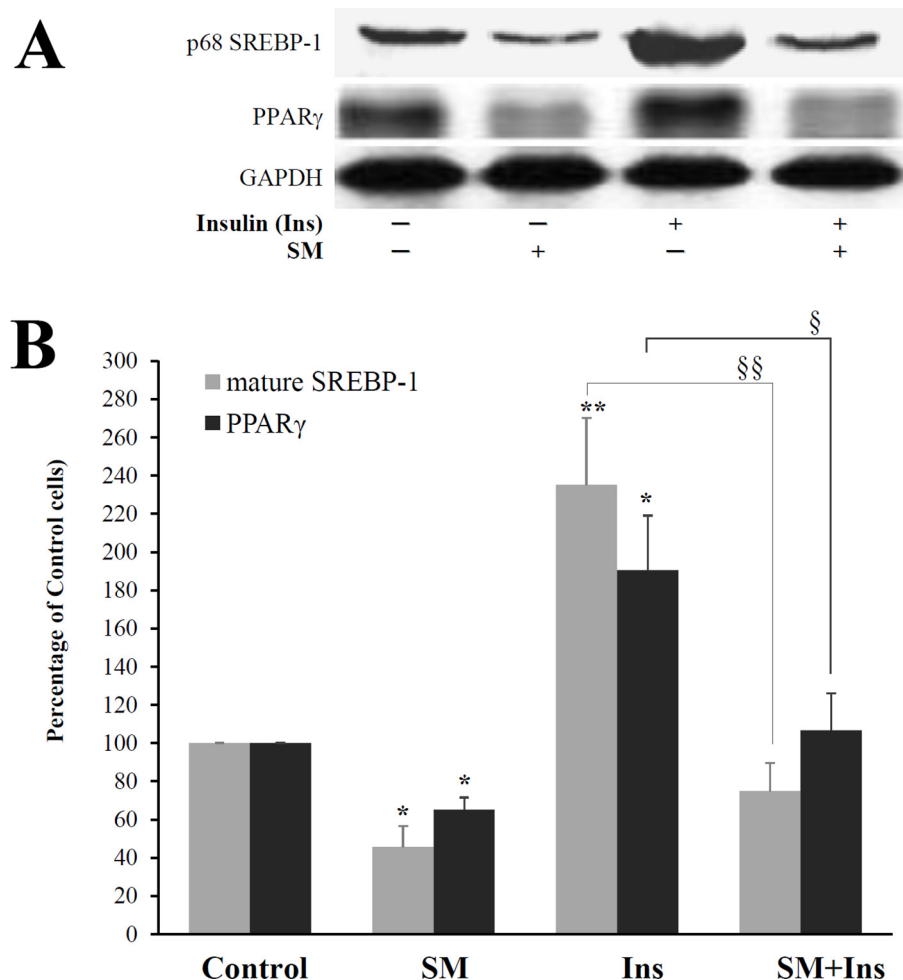 A
p68 SREBP-1
PPARγ
GAPDH
Insulin (Ins) − − + +
SM − + − +
B
300
280
260
240
220
200
180
160
140
120
100
80
60
40
20
0
Percentage of Control cells)
mature SREBP-1
PPARγ
§
§§
**
*
*
*
Control SM Ins SM+Ins